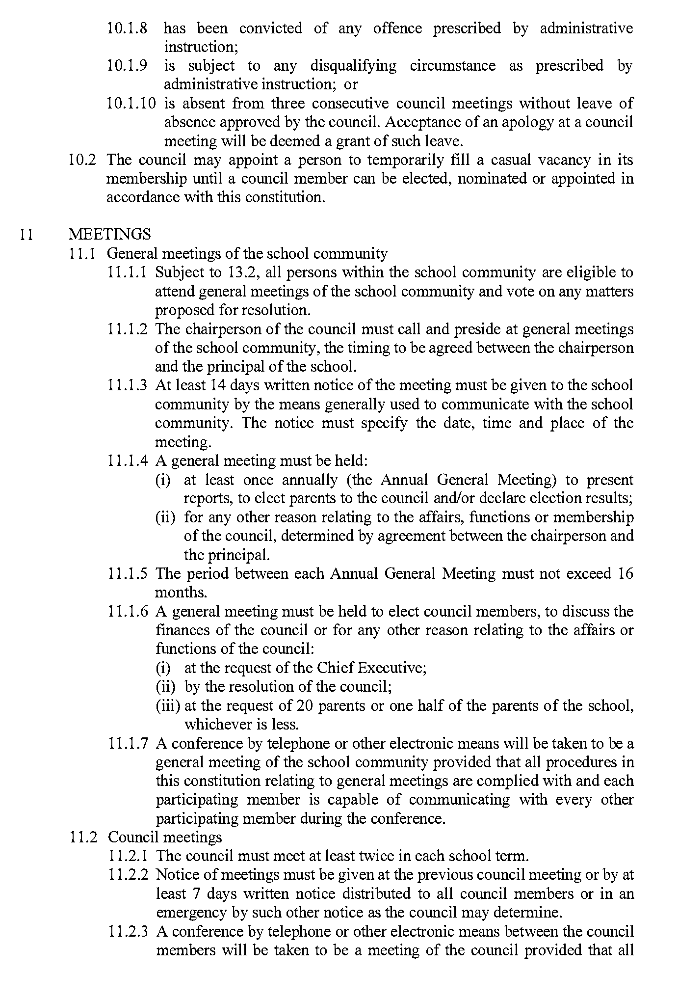 10.1.8 has been convicted of any offence prescribed by administrative
instruction;
10.1.9 is subject to any disqualifying circumstance as prescribed by
administrative instruction; or
10.1.10 is absent from three consecutive council meetings without leave of
absence approved by the council. Acceptance of an apology at a council
meeting will be deemed a grant of such leave.
10.2 The council may appoint a person to temporarily fill a casual vacancy in its
membership until a council member can be elected, nominated or appointed in
accordance with this constitution.
11 MEETINGS
11.1 General meetings of the school community
11.1.1 Subject to 13.2, all persons within the school community are eligible to
attend general meetings of the school community and vote on any matters
proposed for resolution.
11.1.2 The chairperson of the council must call and preside at general meetings
of the school community, the timing to be agreed between the chairperson
and the principal of the school.
11.1.3 At least 14 days written notice of the meeting must be given to the school
community by the means generally used to communicate with the school
community. The notice must specify the date, time and place of the
meeting.
11.1.4 A general meeting must be held:
(i) at least once annually (the Annual General Meeting) to present
reports, to elect parents to the council and/or declare election results;
(ii) for any other reason relating to the affairs, functions or membership
of the council, determined by agreement between the chairperson and
the principal.
11.1.5 The period between each Annual General Meeting must not exceed 16
months.
11.1.6 A general meeting must be held to elect council members, to discuss the
finances of the council or for any other reason relating to the affairs or
functions of the council:
(i) at the request of the Chief Executive;
(ii) by the resolution of the council;
(iii) at the request of 20 parents or one half of the parents of the school,
whichever is less.
11.1.7 A conference by telephone or other electronic means will be taken to be a
general meeting of the school community provided that all procedures in
this constitution relating to general meetings are complied with and each
participating member is capable of communicating with every other
participating member during the conference.
11.2 Council meetings
11.2.1 The council must meet at least twice in each school term.
11.2.2 Notice of meetings must be given at the previous council meeting or by at
least 7 days written notice distributed to all council members or in an
emergency by such other notice as the council may determine.
11.2.3 A conference by telephone or other electronic means between the council
members will be taken to be a meeting of the council provided that all